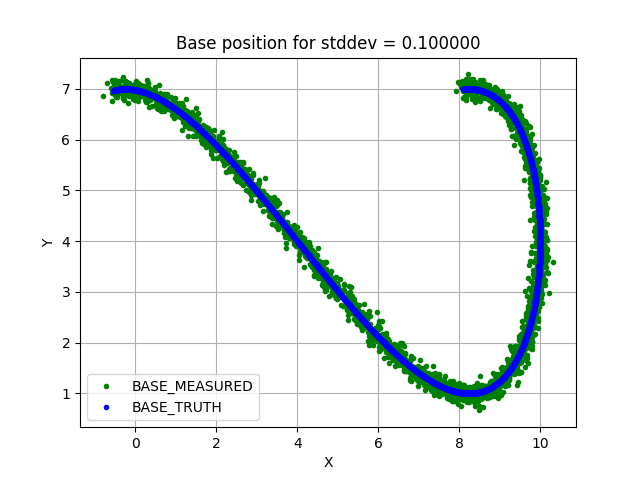 Base position for stddev = 0.100000
7
6
5
4
3
2
1
Y
BASE_MEASURED
BASE_TRUTH
0
2
4
6
8
10
X